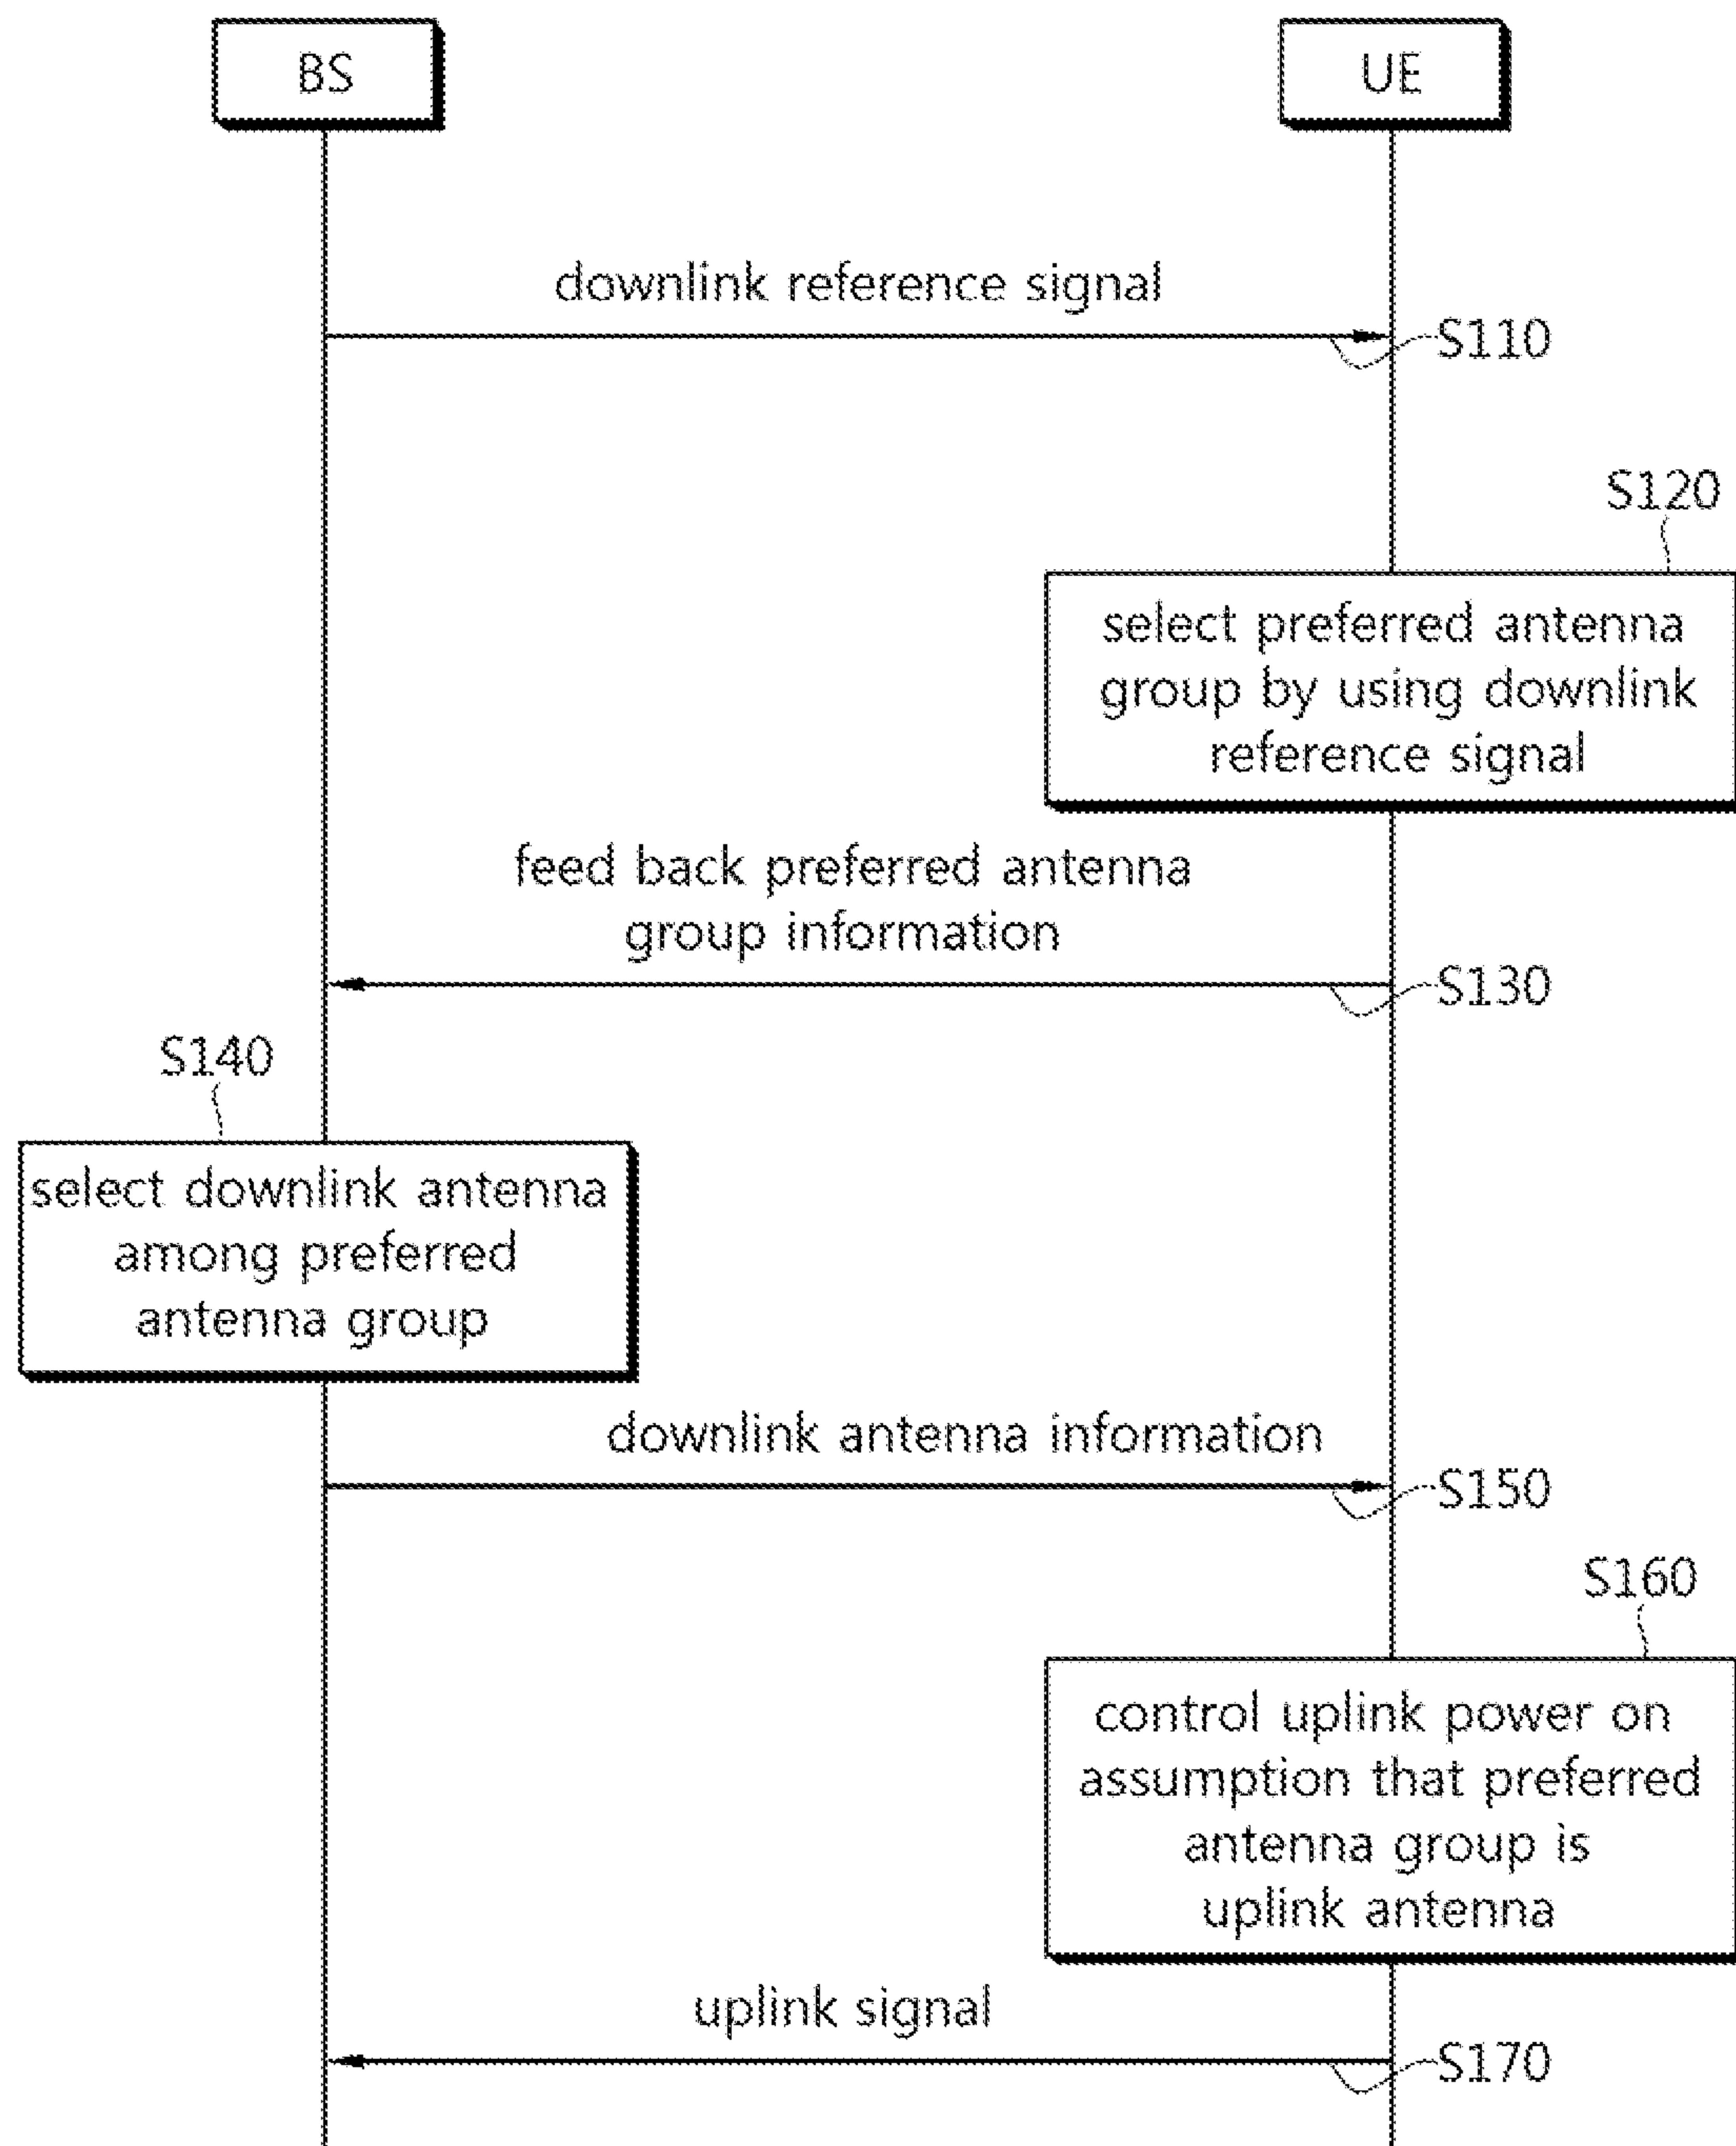 BS
UE
downlink reference signal
S110
S120
select preferred antenna
group by using downlink
reference signal
feed back preferred antenna
group information
S130
S140
select downlink antenna
among preferred
antenna group
downlink antenna information
S150
S160
control uplink power on
assumption that preferred
antenna group is
uplink antenna
uplink signal
S170